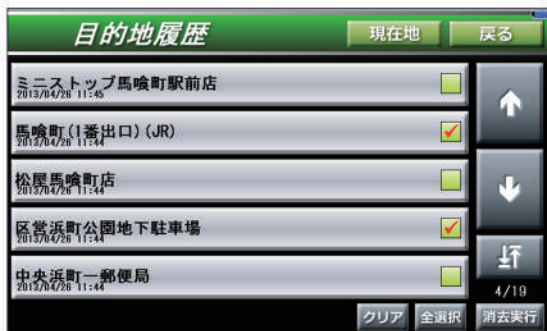 目的地履歴
現在地
戻る
ミニストップ馬喰町駅前店
2013/04/26 11:45
馬喰町(1番出口)(JR)
2013/04/26 11:44
松屋馬喰町店
2013/04/26 11:44
区営浜町公園地下駐車場
2013/04/26 11:44
中央浜町一郵便局
2013/04/26 11:44
4/19
クリア
全選択
消去実行